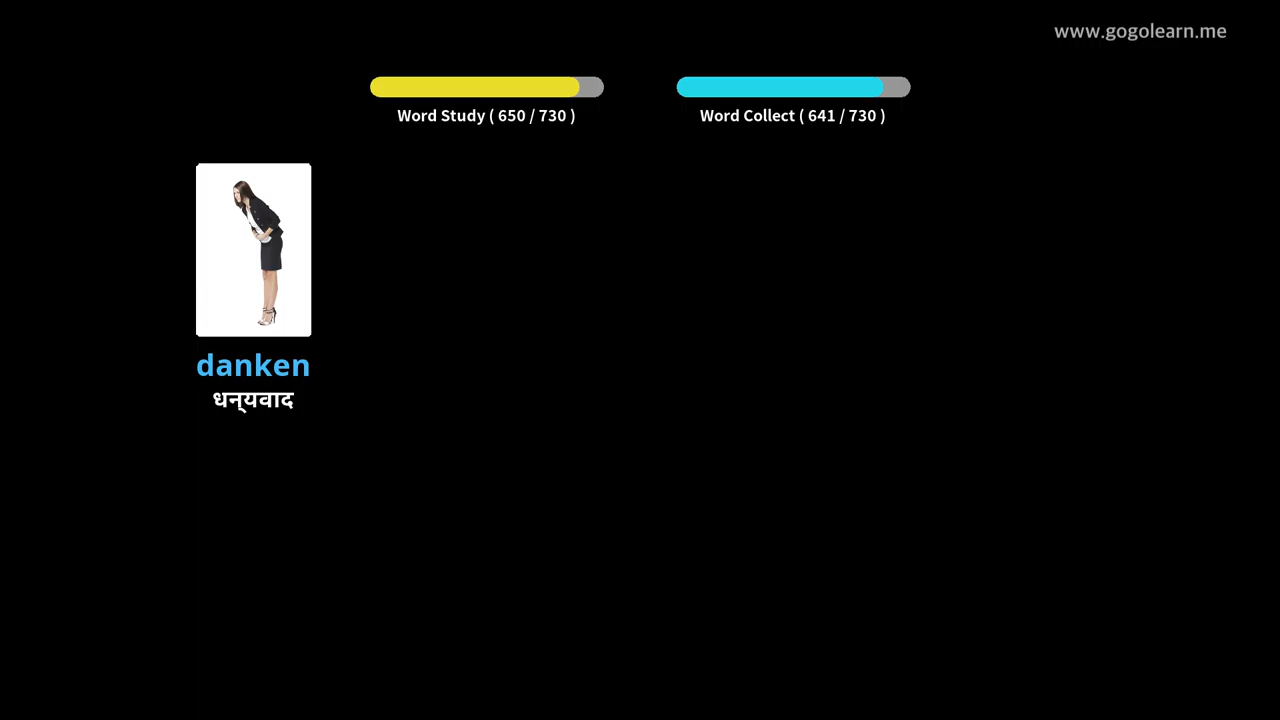 www.gogolearn.me
Word Study ( 650 / 730 )
Word Collect ( 641 / 730 )
danken
धन्यवाद